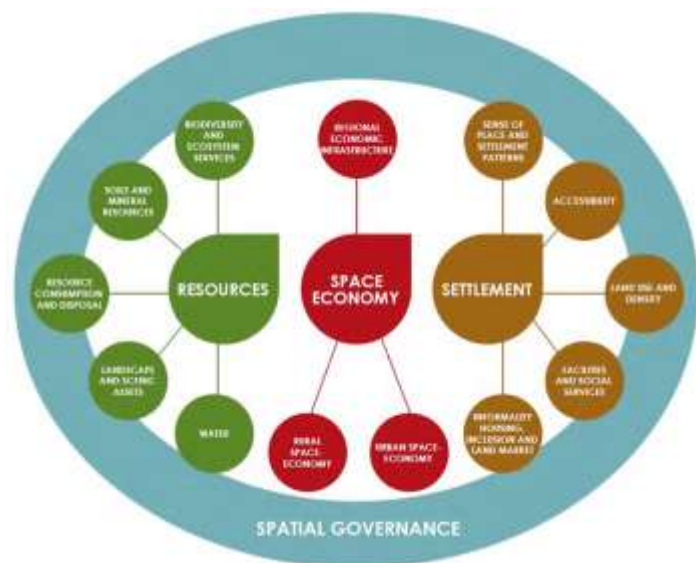 BIODIVERSITY
AND
ECOSYSTEM
SERVICES
SOILS AND
MINERAL
RESOURCES
RESOURCE
CONSUMPTION
AND DISPOSAL
LANDSCAPE
AND SCENIC
ASSETS
WATER
RESOURCES
REGIONAL
ECONOMIC
INFRASTRUCTURE
SPACE
ECONOMY
RURAL
SPACE-
ECONOMY
URBAN SPACE-
ECONOMY
SENSE OF
PLACE AND
SETTLEMENT
PATTERNS
ACCESSIBILITY
LAND USE AND
DENSITY
FACILITIES
AND SOCIAL
SERVICES
INFORMALITY,
HOUSING,
INCLUSION AND
LAND MARKET
SETTLEMENT
SPATIAL GOVERNANCE